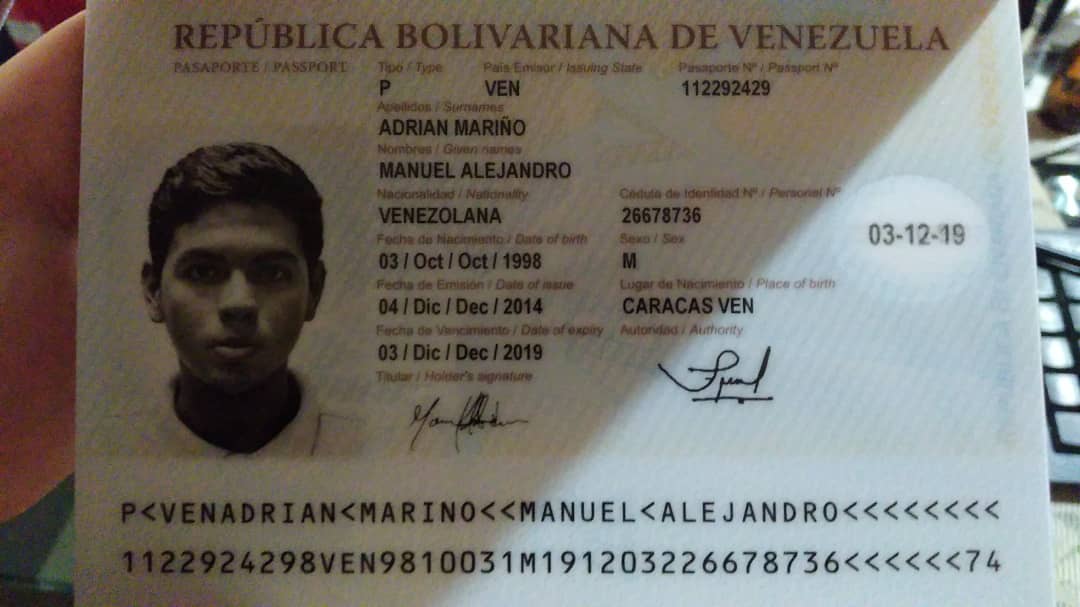 REPÚBLICA BOLIVARIANA DE VENEZUELA
PASAPORTE / PASSPORT Tipo / Type País Emisor / Issuing State Pasaporte Nº / Passport Nº
P VEN 112292429
Apellidos / Surnames
ADRIAN MARIÑO
Nombres / Given names
MANUEL ALEJANDRO
Nacionalidad / Nationality Cédula de Identidad Nº / Personal Nº
VENEZOLANA 26678736
03-12-19
Fecha de Nacimiento / Date of birth Sexo / Sex
03 / Oct / Oct / 1998 M
Fecha de Emisión / Date of issue Lugar de Nacimiento / Place of birth
04 / Dic / Dec / 2014 CARACAS VEN
Fecha de Vencimiento / Date of expiry Autoridad / Authority
03 / Dic / Dec / 2019
Titular / Holder's signature
P<VENADRIAN<MARINO<<MANUEL<ALEJANDRO<<<<<<<<
1122924298VEN9810031M191203226678736<<<<<<74